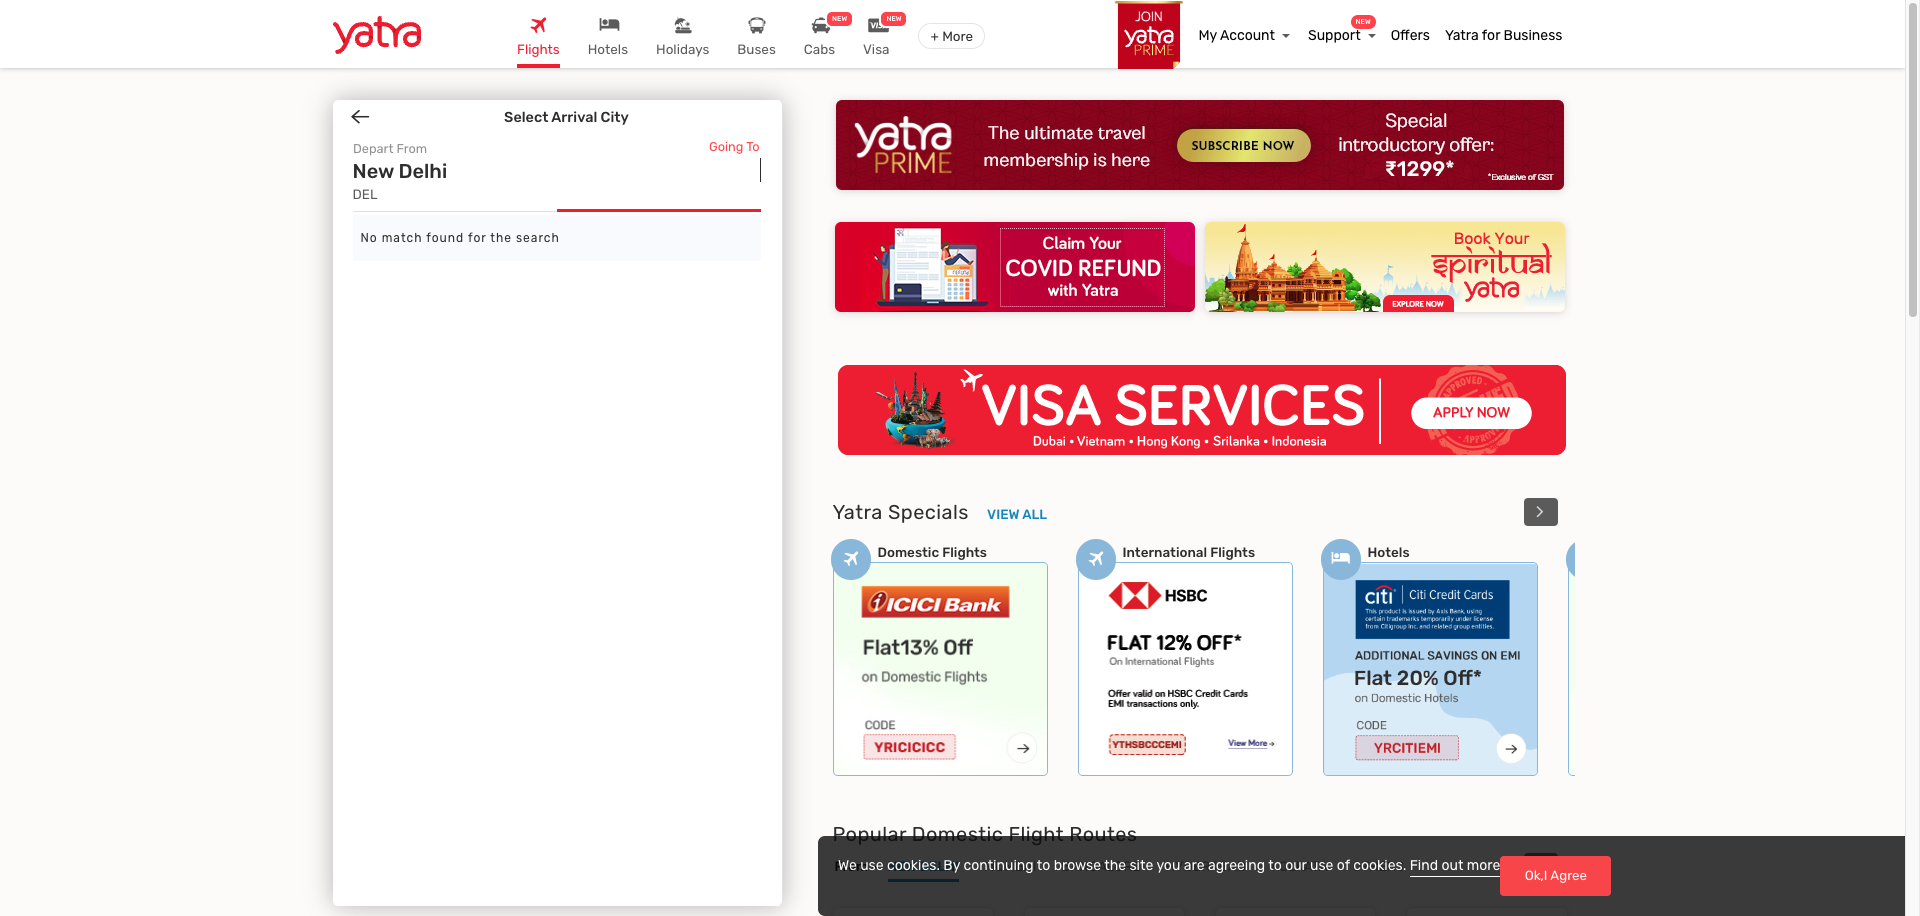 yatra
Flights
Hotels
Holidays
Buses
NEW
Cabs
NEW
Visa
+ More
JOIN
yatra
PRIME
My Account
NEW
Support
Offers
Yatra for Business
Select Arrival City
Depart From
New Delhi
DEL
Going To
No match found for the search
yatra
PRIME
The ultimate travel
membership is here
SUBSCRIBE NOW
Special
introductory offer:
₹1299*
*Exclusive of GST
Claim Your
COVID REFUND
with Yatra
REFUND
Book Your
spiritual
yatra
EXPLORE NOW
VISA SERVICES
Dubai • Vietnam • Hong Kong • Srilanka • Indonesia
APPROVED
APPLY NOW
APPROVED
Yatra Specials
VIEW ALL
Domestic Flights
ICICI Bank
Flat13% Off
on Domestic Flights
CODE
YRICICICC
International Flights
HSBC
FLAT 12% OFF*
On International Flights
Offer valid on HSBC Credit Cards
EMI transactions only.
YTHSBCCCEMI
View More
Hotels
citi
Citi Credit Cards
This product is issued by Axis Bank, using
certain trademarks temporarily under license
from Citigroup Inc. and related group entities.
ADDITIONAL SAVINGS ON EMI
Flat 20% Off*
on Domestic Hotels
CODE
YRCITIEMI
Popular Domestic Flight Routes
We use cookies. By continuing to browse the site you are agreeing to our use of cookies. Find out more
Ok,I Agree